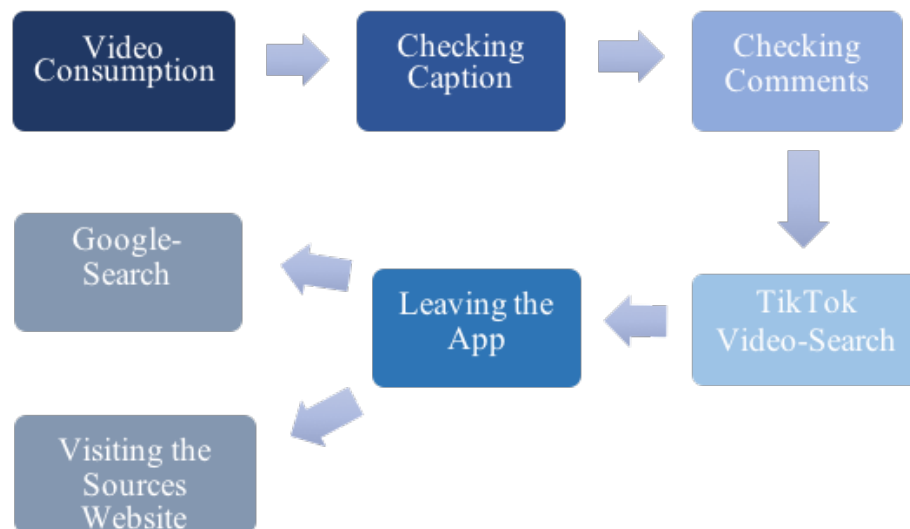 Video
Consumption
Checking
Caption
Checking
Comments
TikTok
Video-Search
Leaving the
App
Google-
Search
Visiting the
Sources
Website